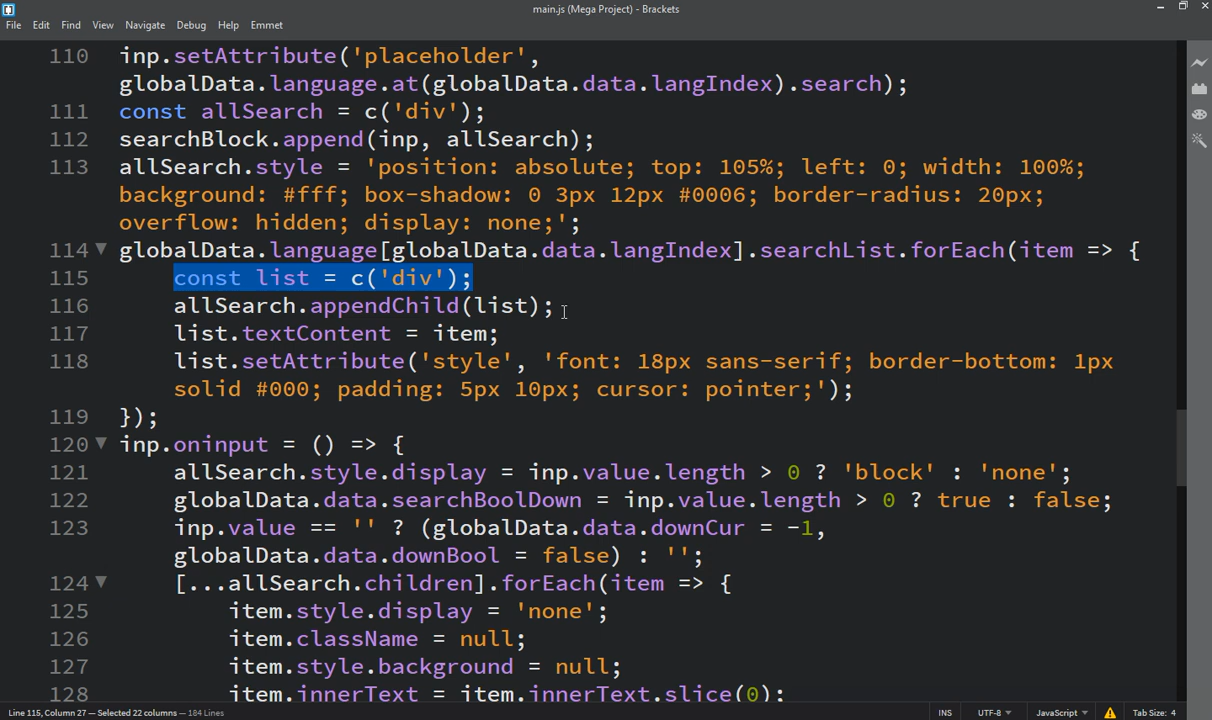 main.js (Mega Project) - Brackets
File Edit Find View Navigate Debug Help Emmet
110 inp.setAttribute('placeholder',
globalData.language.at(globalData.data.langIndex).search);
111 const allSearch = c('div');
112 searchBlock.append(inp, allSearch);
113 allSearch.style = 'position: absolute; top: 105%; left: 0; width: 100%;
background: #fff; box-shadow: 0 3px 12px #0006; border-radius: 20px;
overflow: hidden; display: none;';
114 globalData.language[globalData.data.langIndex].searchList.forEach(item => {
115 const list = c('div');
116 allSearch.appendChild(list);
117 list.textContent = item;
118 list.setAttribute('style', 'font: 18px sans-serif; border-bottom: 1px
solid #000; padding: 5px 10px; cursor: pointer;');
119 });
120 inp.oninput = () => {
121 allSearch.style.display = inp.value.length > 0 ? 'block' : 'none';
122 globalData.data.searchBoolDown = inp.value.length > 0 ? true : false;
123 inp.value == '' ? (globalData.data.downCur = -1,
globalData.data.downBool = false) : '';
124 [...allSearch.children].forEach(item => {
125 item.style.display = 'none';
126 item.className = null;
127 item.style.background = null;
128 item.innerText = item.innerText.slice(0);
Line 115, Column 27 — Selected 22 columns — 184 Lines INS UTF-8 JavaScript Tab Size: 4